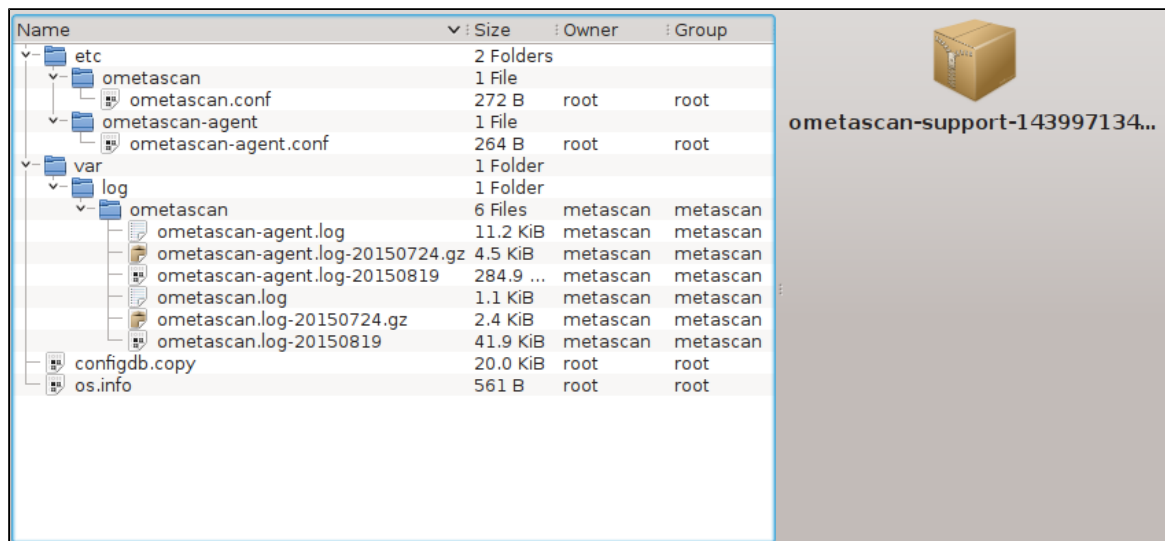 Name Size Owner Group
etc 2 Folders
ometascan 1 File
ometascan.conf 272 B root root
ometascan-agent 1 File
ometascan-agent.conf 264 B root root
var 1 Folder
log 1 Folder
ometascan 6 Files metascan metascan
ometascan-agent.log 11.2 KiB metascan metascan
ometascan-agent.log-20150724.gz 4.5 KiB metascan metascan
ometascan-agent.log-20150819 284.9 ... metascan metascan
ometascan.log 1.1 KiB metascan metascan
ometascan.log-20150724.gz 2.4 KiB metascan metascan
ometascan.log-20150819 41.9 KiB metascan metascan
configdb.copy 20.0 KiB root root
os.info 561 B root root
ometascan-support-143997134...